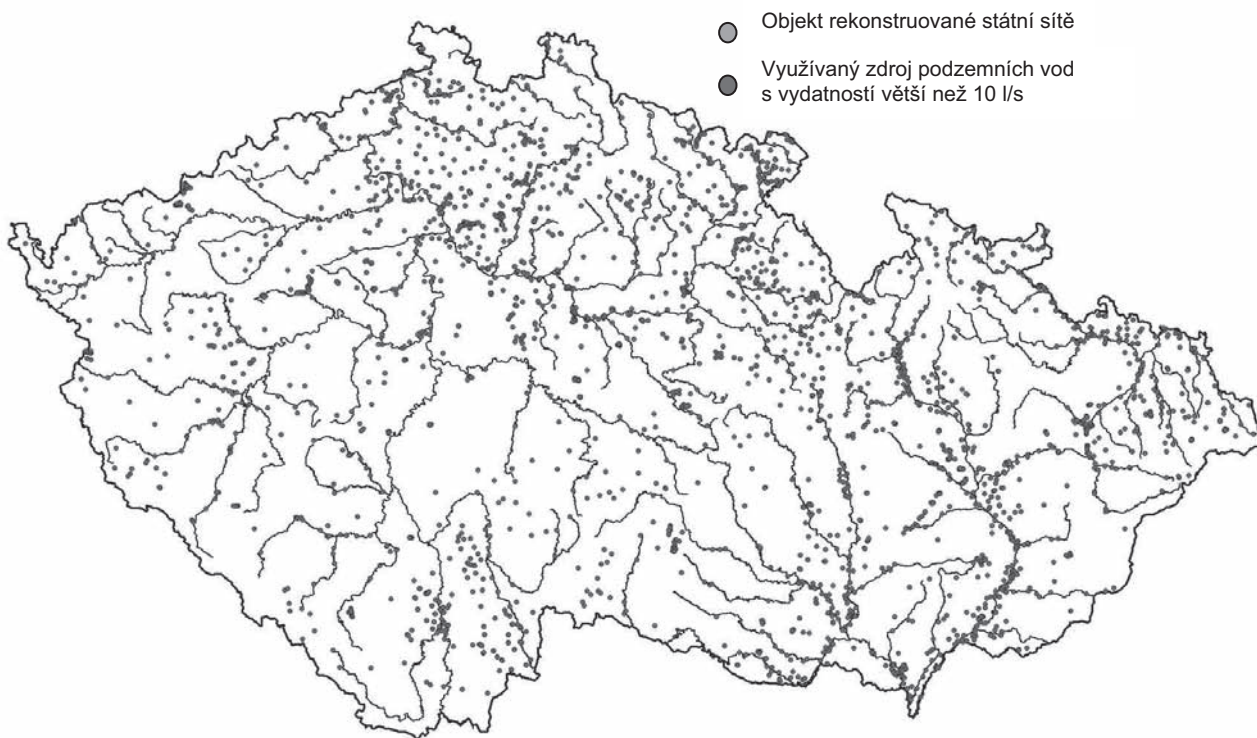 Objekt rekonstruované státní sítě
Využívaný zdroj podzemních vod
s vydatností větší než 10 l/s